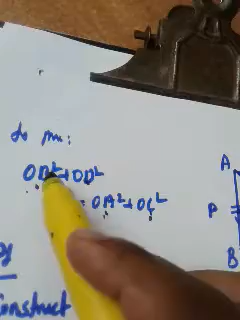 To prove:
OB²+OD²
= OA²+OC²
A
P
B
Construct